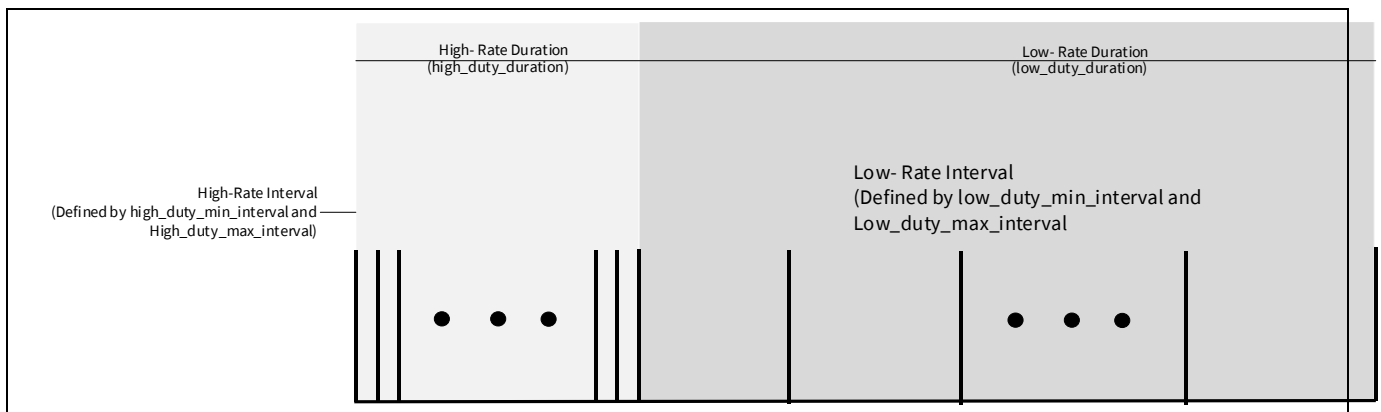 High- Rate Duration
(high_duty_duration)
Low- Rate Duration
(low_duty_duration)
High-Rate Interval
(Defined by high_duty_min_interval and
High_duty_max_interval)
Low- Rate Interval
(Defined by low_duty_min_interval and
Low_duty_max_interval